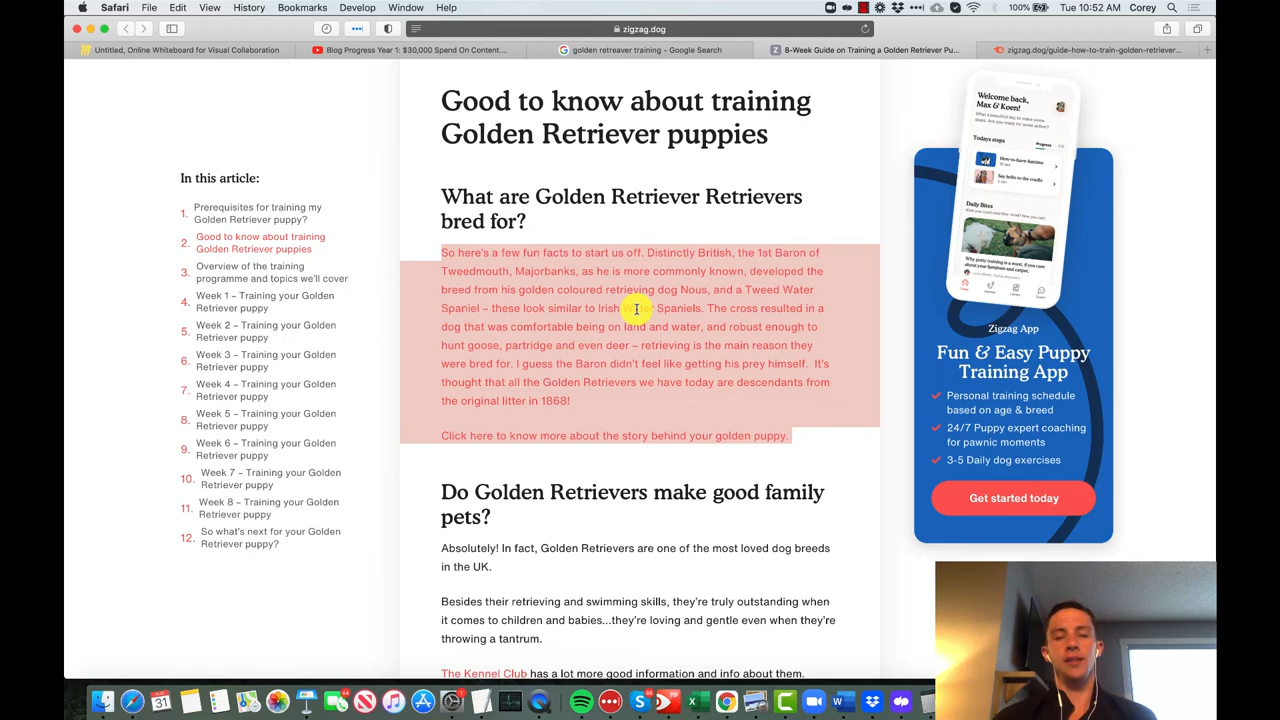 Safari File Edit View History Bookmarks Develop Window Help 100% Tue 10:52 AM Corey
zigzag.dog
Untitled, Online Whiteboard for Visual Collaboration
Blog Progress Year 1: $30,000 Spend On Content....
golden retreaver training - Google Search
8-Week Guide on Training a Golden Retriever Pu...
zigzag.dog/guide-how-to-train-golden-retriever...
In this article:
1. Prerequisites for training my
Golden Retriever puppy?
2. Good to know about training
Golden Retriever puppies
3. Overview of the training
programme and topics we'll cover
4. Week 1 – Training your Golden
Retriever puppy
5. Week 2 – Training your Golden
Retriever puppy
6. Week 3 – Training your Golden
Retriever puppy
7. Week 4 – Training your Golden
Retriever puppy
8. Week 5 – Training your Golden
Retriever puppy
9. Week 6 – Training your Golden
Retriever puppy
10. Week 7 – Training your Golden
Retriever puppy
11. Week 8 – Training your Golden
Retriever puppy
12. So what's next for your Golden
Retriever puppy?
Good to know about training
Golden Retriever puppies
What are Golden Retriever Retrievers
bred for?
So here's a few fun facts to start us off. Distinctly British, the 1st Baron of
Tweedmouth, Majorbanks, as he is more commonly known, developed the
breed from his golden coloured retrieving dog Nous, and a Tweed Water
Spaniel – these look similar to Irish Water Spaniels. The cross resulted in a
dog that was comfortable being on land and water, and robust enough to
hunt goose, partridge and even deer – retrieving is the main reason they
were bred for. I guess the Baron didn't feel like getting his prey himself. It's
thought that all the Golden Retrievers we have today are descendants from
the original litter in 1868!
Click here to know more about the story behind your golden puppy.
Do Golden Retrievers make good family
pets?
Absolutely! In fact, Golden Retrievers are one of the most loved dog breeds
in the UK.
Besides their retrieving and swimming skills, they're truly outstanding when
it comes to children and babies...they're loving and gentle even when they're
throwing a tantrum.
The Kennel Club has a lot more good information and info about them.
Welcome back,
Max & Koen!
Todays steps
Progress
How-to-have-funtime
Say hello to the cradle
Daily Bites
Zigzag App
Fun & Easy Puppy
Training App
Personal training schedule
based on age & breed
24/7 Puppy expert coaching
for pawnic moments
3-5 Daily dog exercises
Get started today